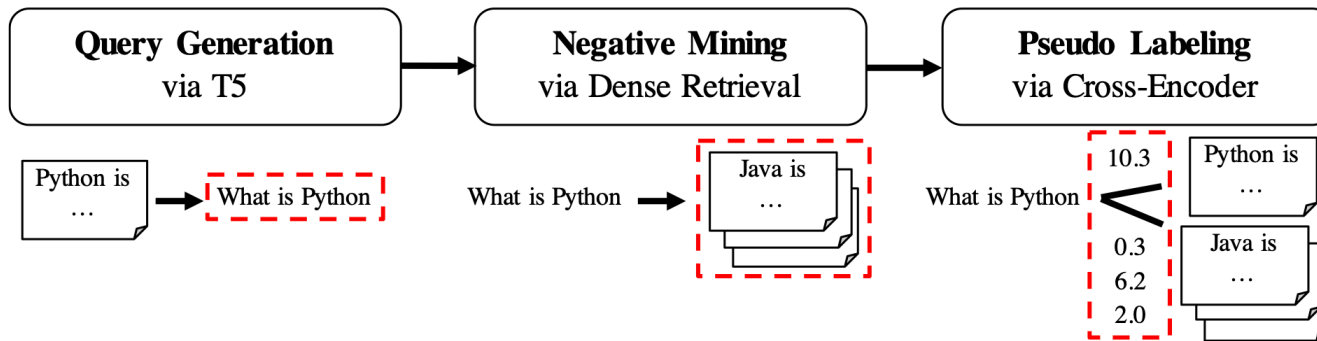 Query Generation
via T5
Negative Mining
via Dense Retrieval
Pseudo Labeling
via Cross-Encoder
Python is
…
What is Python
What is Python
Java is
…
What is Python
10.3
0.3
6.2
2.0
Python is
…
Java is
…